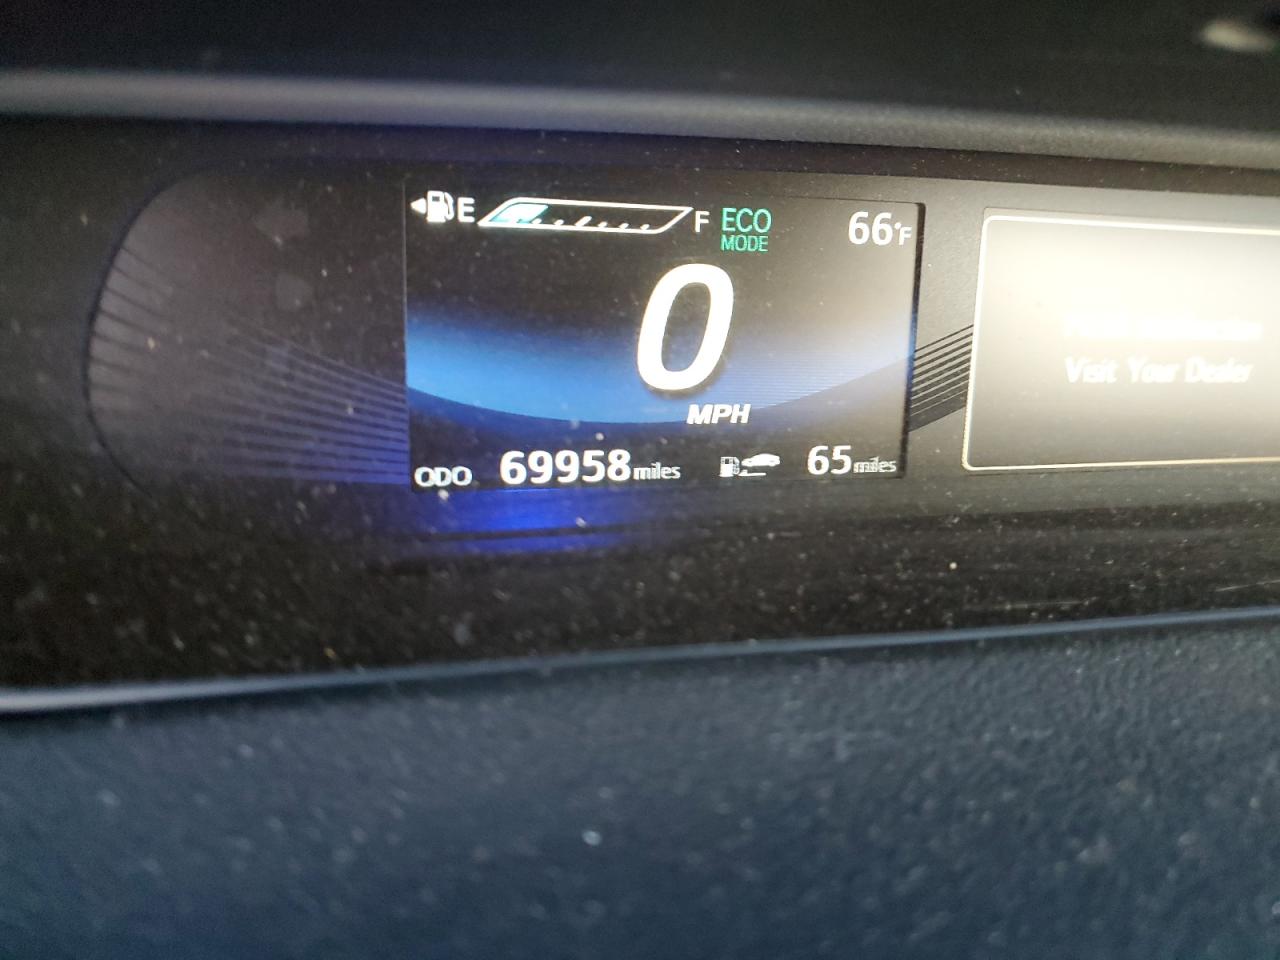 E F ECO 66°F
MODE
0
MPH
ODO 69958 miles 65 miles
Visit Your Dealer